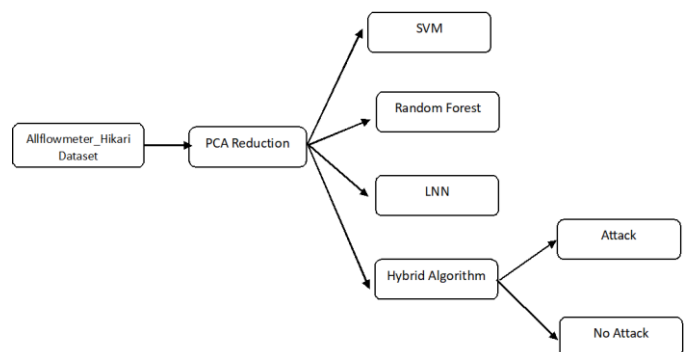 Allflowmeter_Hikari
Dataset
PCA Reduction
SVM
Random Forest
LNN
Hybrid Algorithm
Attack
No Attack